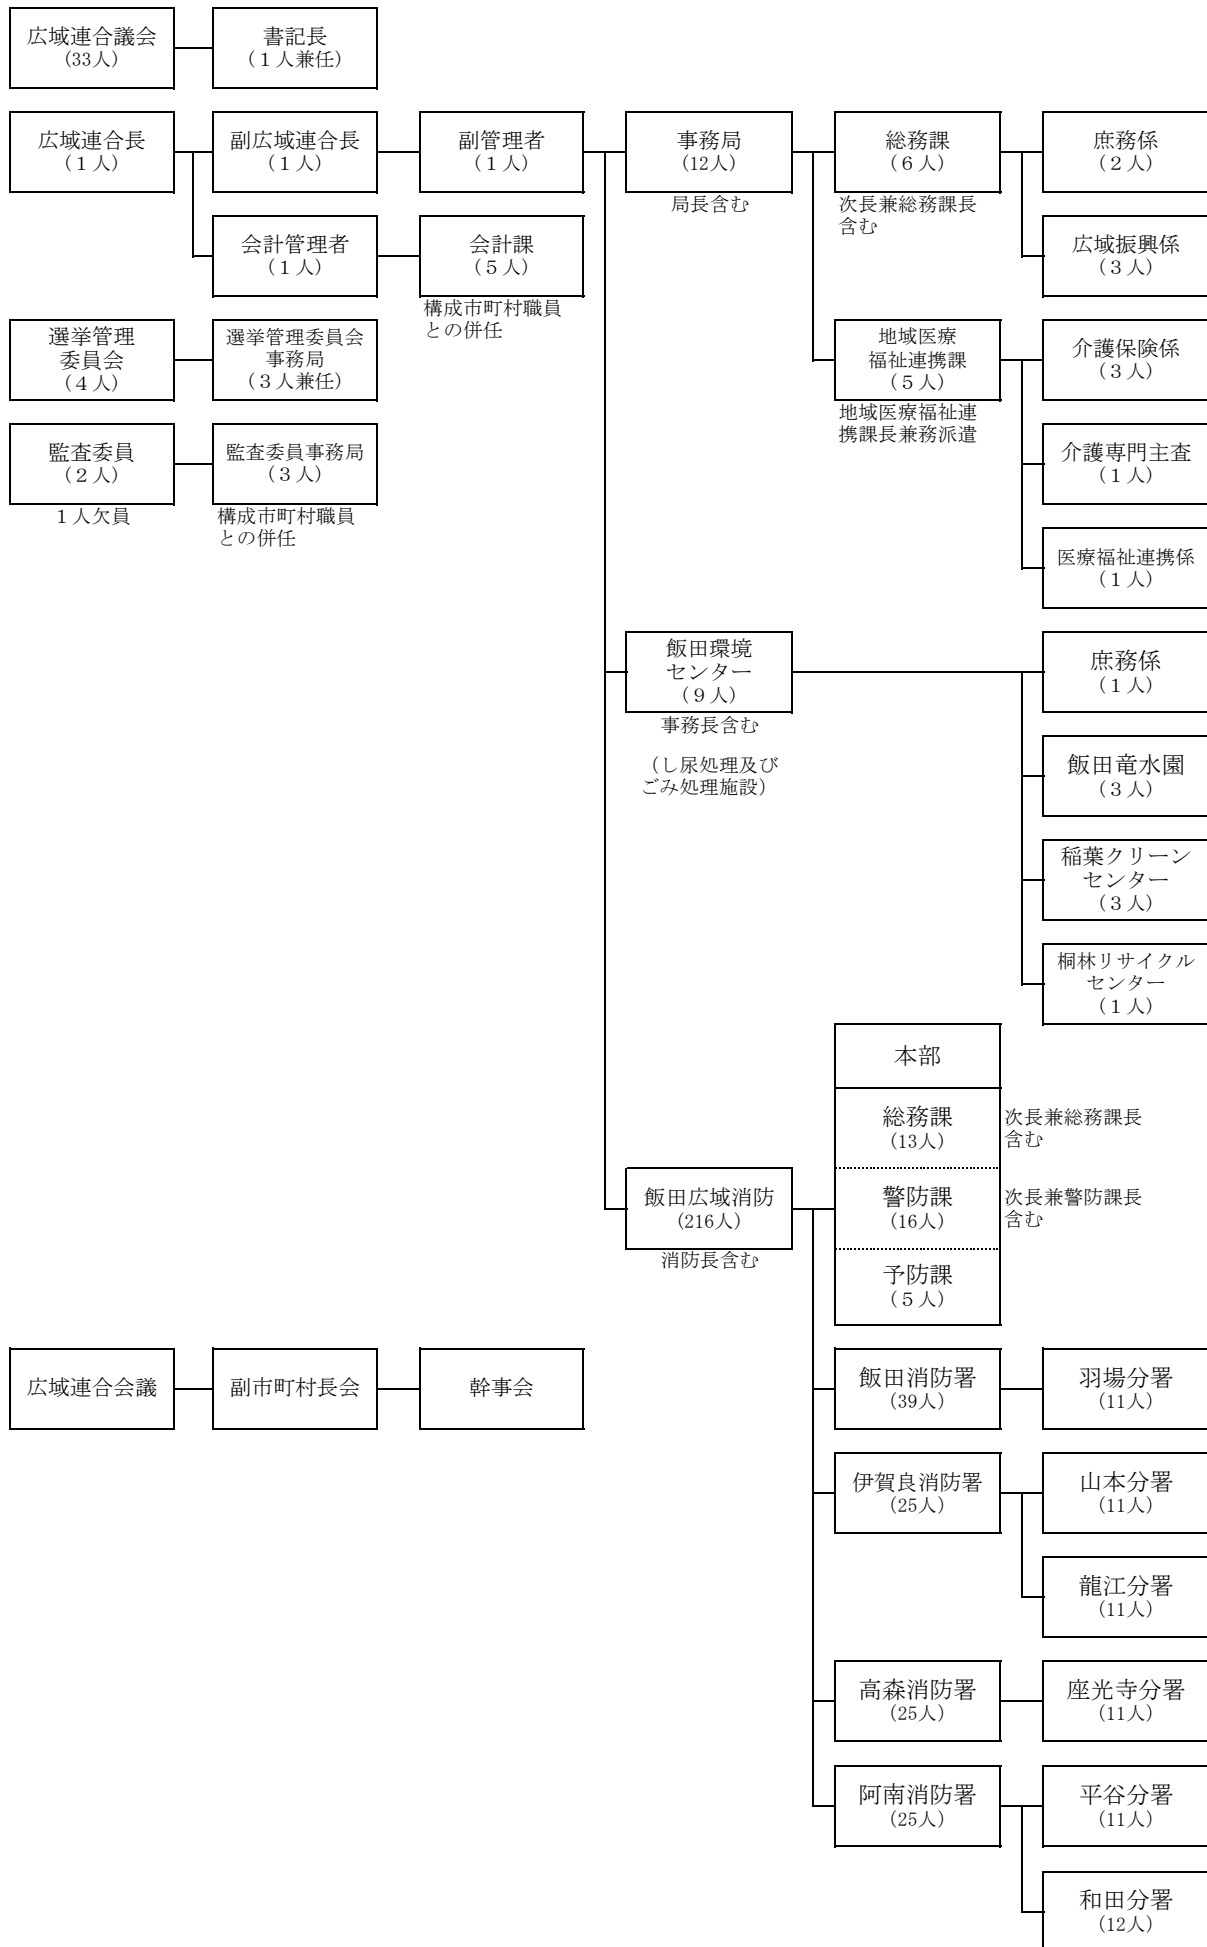 広域連合議会
(33人)
書記長
(１人兼任)
広域連合長
(１人)
副広域連合長
(１人)
副管理者
(１人)
事務局
(12人)
局長含む
総務課
(６人)
次長兼総務課長
含む
庶務係
(２人)
広域振興係
(３人)
会計管理者
(１人)
会計課
(５人)
構成市町村職員
との併任
選挙管理
委員会
(４人)
選挙管理委員会
事務局
(３人兼任)
地域医療
福祉連携課
(５人)
地域医療福祉連
携課長兼務派遣
介護保険係
(３人)
監査委員
(２人)
１人欠員
監査委員事務局
(３人)
構成市町村職員
との併任
介護専門主査
(１人)
医療福祉連携係
(１人)
飯田環境
センター
(９人)
事務長含む
（し尿処理及び
ごみ処理施設）
庶務係
(１人)
飯田竜水園
(３人)
稲葉クリーン
センター
(３人)
桐林リサイクル
センター
(１人)
本部
総務課
(13人)
次長兼総務課長
含む
飯田広域消防
(216人)
消防長含む
警防課
(16人)
次長兼警防課長
含む
予防課
(５人)
広域連合会議
副市町村長会
幹事会
飯田消防署
(39人)
羽場分署
(11人)
伊賀良消防署
(25人)
山本分署
(11人)
龍江分署
(11人)
高森消防署
(25人)
座光寺分署
(11人)
阿南消防署
(25人)
平谷分署
(11人)
和田分署
(12人)